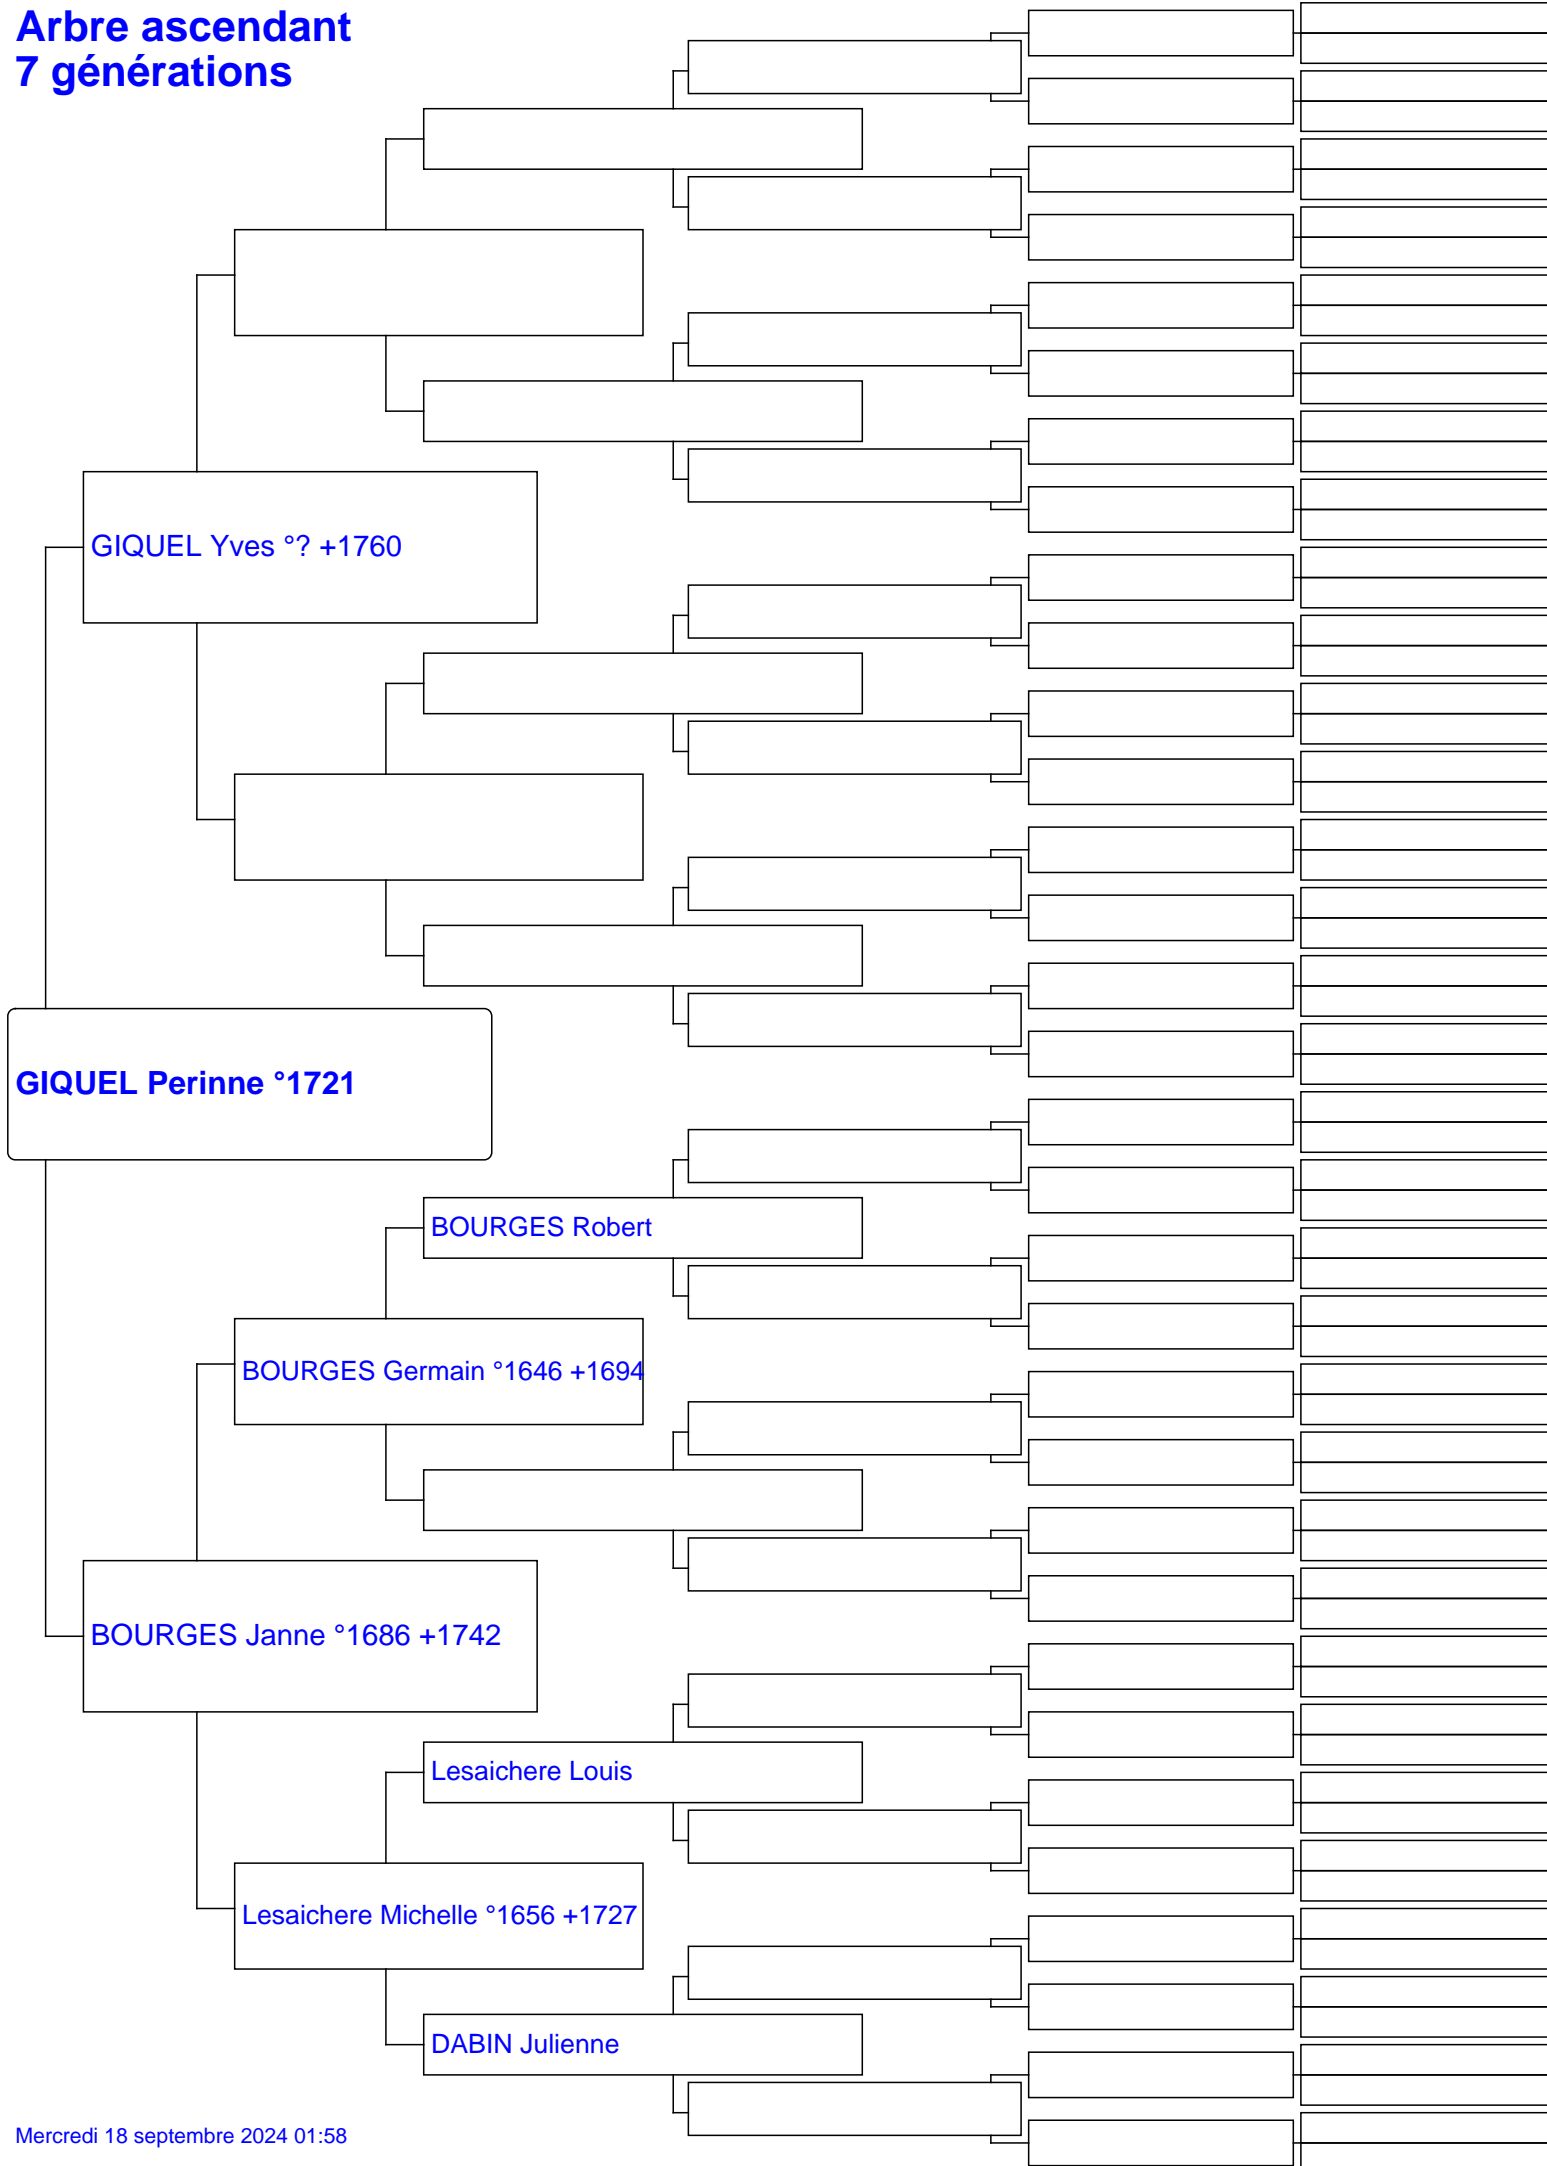 Arbre ascendant
7 générations
GIQUEL Yves °? +1760
GIQUEL Perinne °1721
BOURGES Robert
BOURGES Germain °1646 +1694
BOURGES Janne °1686 +1742
Lesaichere Louis
Lesaichere Michelle °1656 +1727
DABIN Julienne
Mercredi 18 septembre 2024 01:58